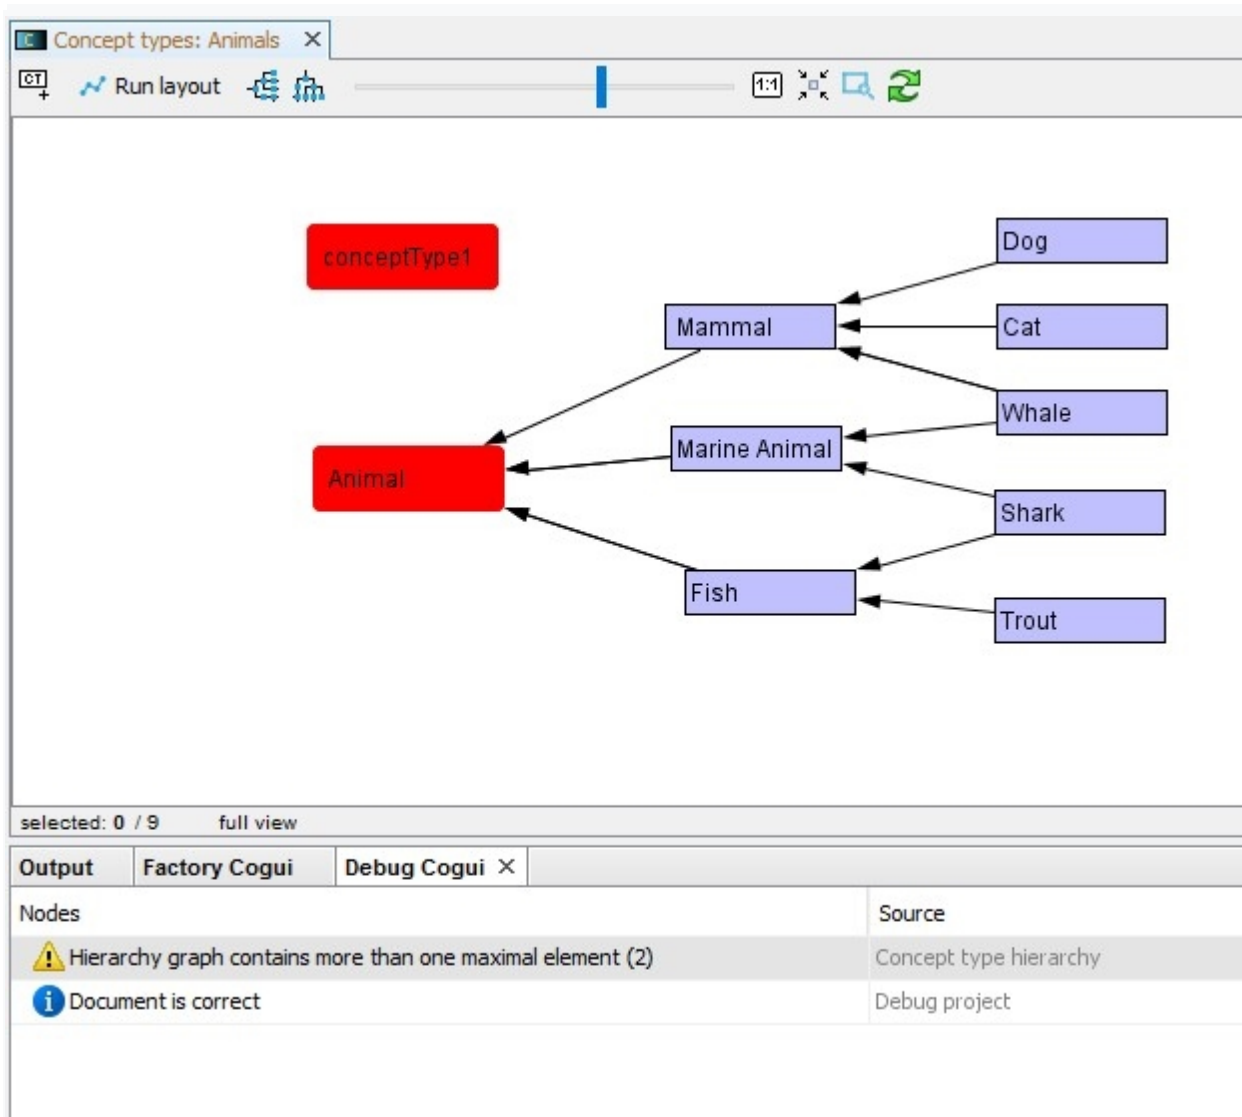 Concept types: Animals
CT
Run layout
1:1
conceptType1
Dog
Mammal
Cat
Whale
Marine Animal
Animal
Shark
Fish
Trout
selected: 0 / 9 full view
Output Factory Cogui Debug Cogui
Nodes Source
Hierarchy graph contains more than one maximal element (2) Concept type hierarchy
Document is correct Debug project